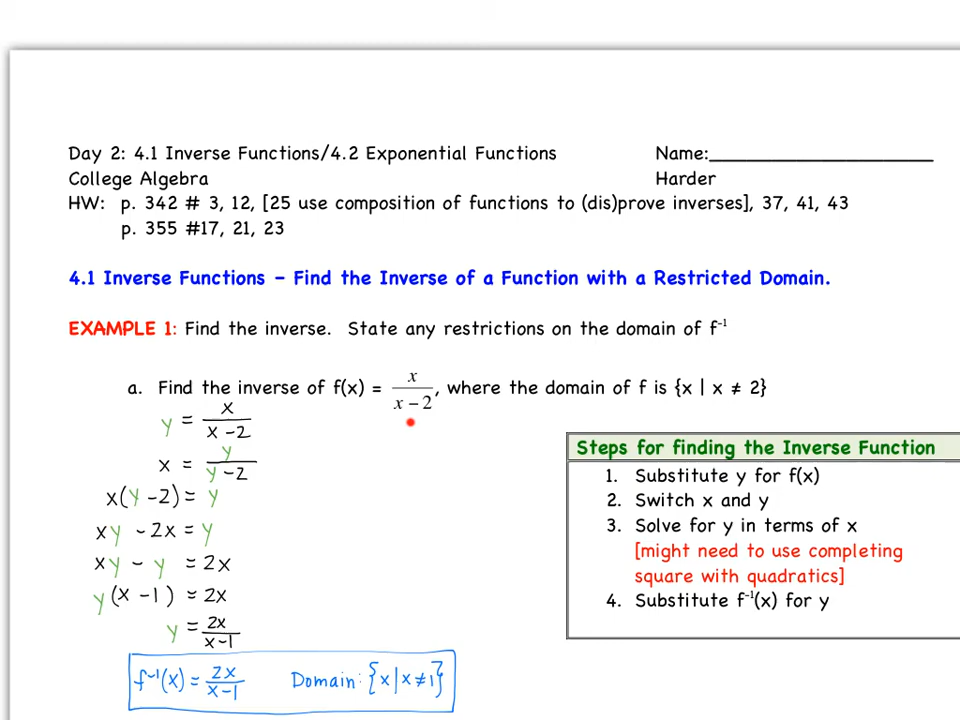 Day 2: 4.1 Inverse Functions/4.2 Exponential Functions Name:____________________
College Algebra Harder
HW: p. 342 # 3, 12, [25 use composition of functions to (dis)prove inverses], 37, 41, 43
p. 355 #17, 21, 23
4.1 Inverse Functions – Find the Inverse of a Function with a Restricted Domain.
EXAMPLE 1: Find the inverse. State any restrictions on the domain of f⁻¹
a. Find the inverse of f(x) = x/(x – 2), where the domain of f is {x | x ≠ 2}
y = x/(x - 2)
x = y/(y - 2)
x(y - 2) = y
xy - 2x = y
xy - y = 2x
y(x - 1) = 2x
y = 2x/(x-1)
f⁻¹(x) = 2x/(x-1) Domain: {x | x ≠ 1}
Steps for finding the Inverse Function
1. Substitute y for f(x)
2. Switch x and y
3. Solve for y in terms of x
[might need to use completing
square with quadratics]
4. Substitute f⁻¹(x) for y